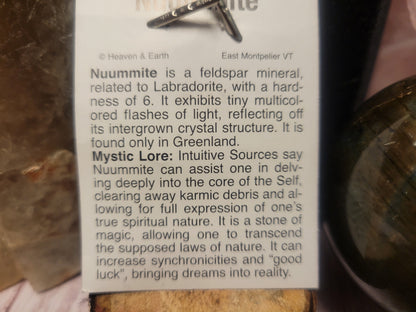 Nuummite
© Heaven & Earth East Montpelier VT
Nuummite is a feldspar mineral,
related to Labradorite, with a hard-
ness of 6. It exhibits tiny multicol-
ored flashes of light, reflecting off
its intergrown crystal structure. It is
found only in Greenland.
Mystic Lore: Intuitive Sources say
Nuummite can assist one in delv-
ing deeply into the core of the Self,
clearing away karmic debris and al-
lowing for full expression of one's
true spiritual nature. It is a stone of
magic, allowing one to transcend
the supposed laws of nature. It can
increase synchronicities and “good
luck”, bringing dreams into reality.